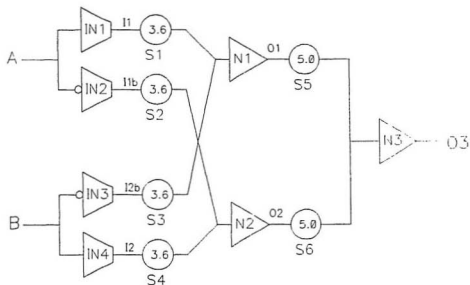 IN1 I1 3.6 S1 N1 O1 5.0 S5
A
IN2 I1b 3.6 S2
N3 O3
IN3 I2b 3.6 S3
B
N2 O2 5.0 S6
IN4 I2 3.6 S4